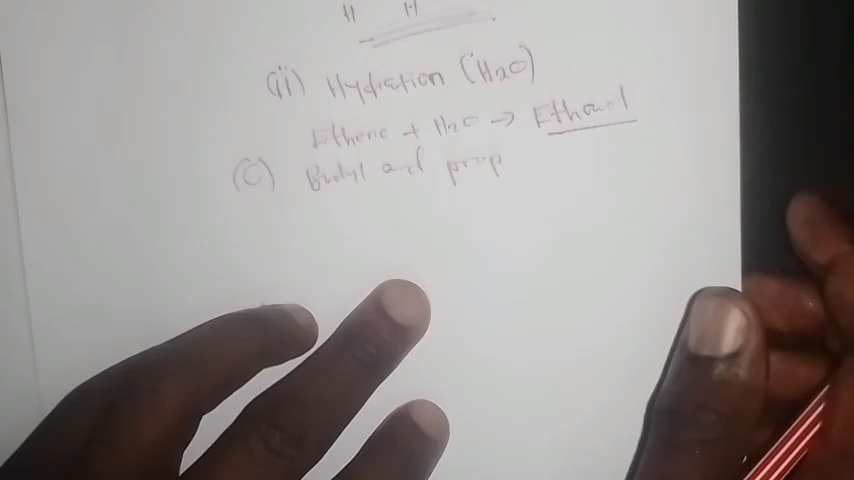 H
(ii) Hydration (H2O)
Ethene + H2O → Ethanol
(C) Butyl and prop